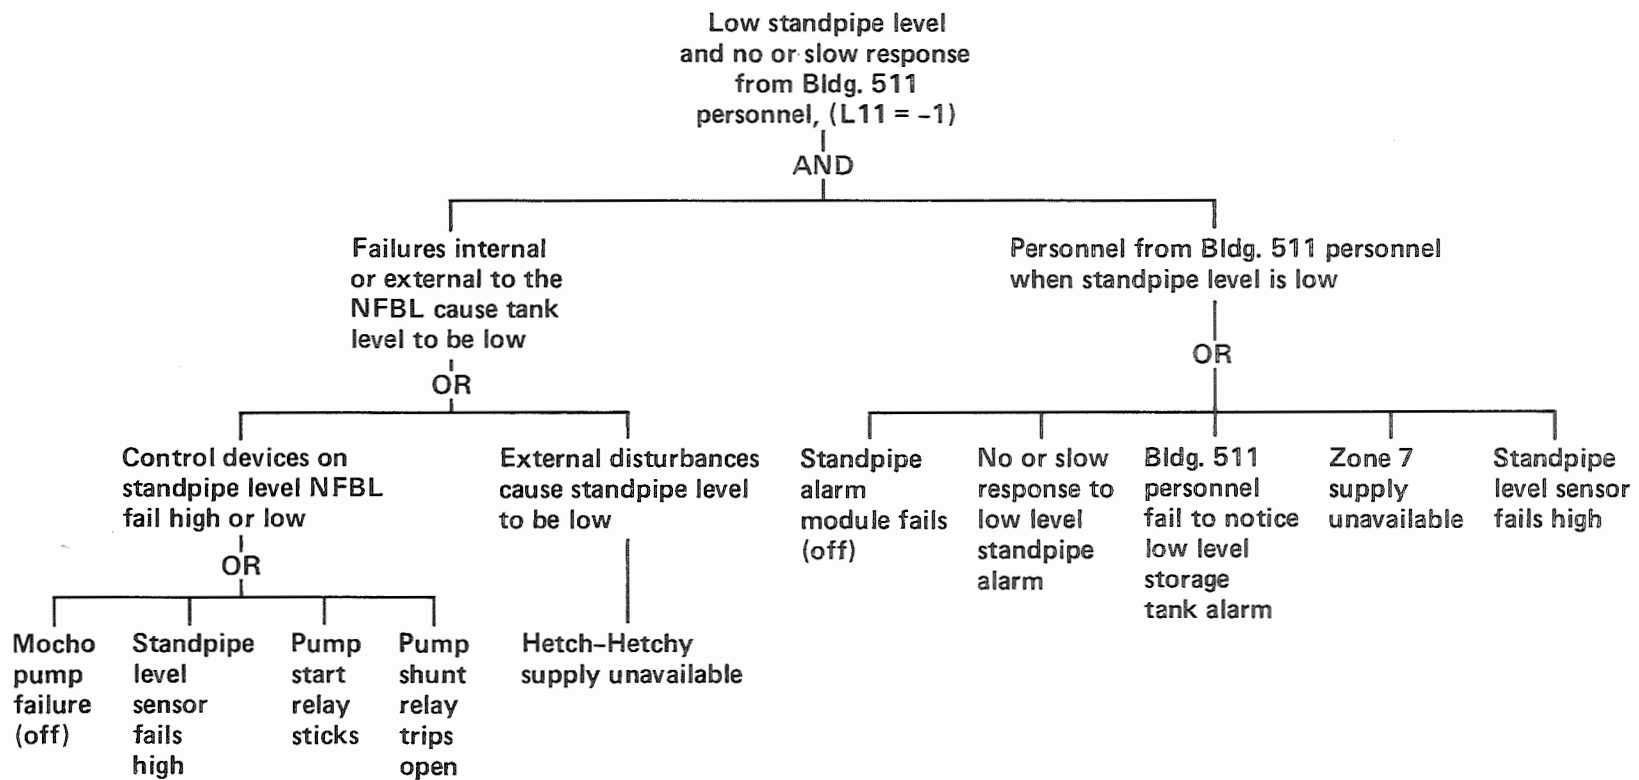 Low standpipe level
and no or slow response
from Bldg. 511
personnel, (L11 = -1)
AND
Failures internal
or external to the
NFBL cause tank
level to be low
Personnel from Bldg. 511 personnel
when standpipe level is low
OR
OR
Control devices on
standpipe level NFBL
fail high or low
External disturbances
cause standpipe level
to be low
Standpipe
alarm
module fails
(off)
No or slow
response to
low level
standpipe
alarm
Bldg. 511
personnel
fail to notice
low level
storage
tank alarm
Zone 7
supply
unavailable
Standpipe
level sensor
fails high
OR
Mocho
pump
failure
(off)
Standpipe
level
sensor
fails
high
Pump
start
relay
sticks
Pump
shunt
relay
trips
open
Hetch-Hetchy
supply unavailable